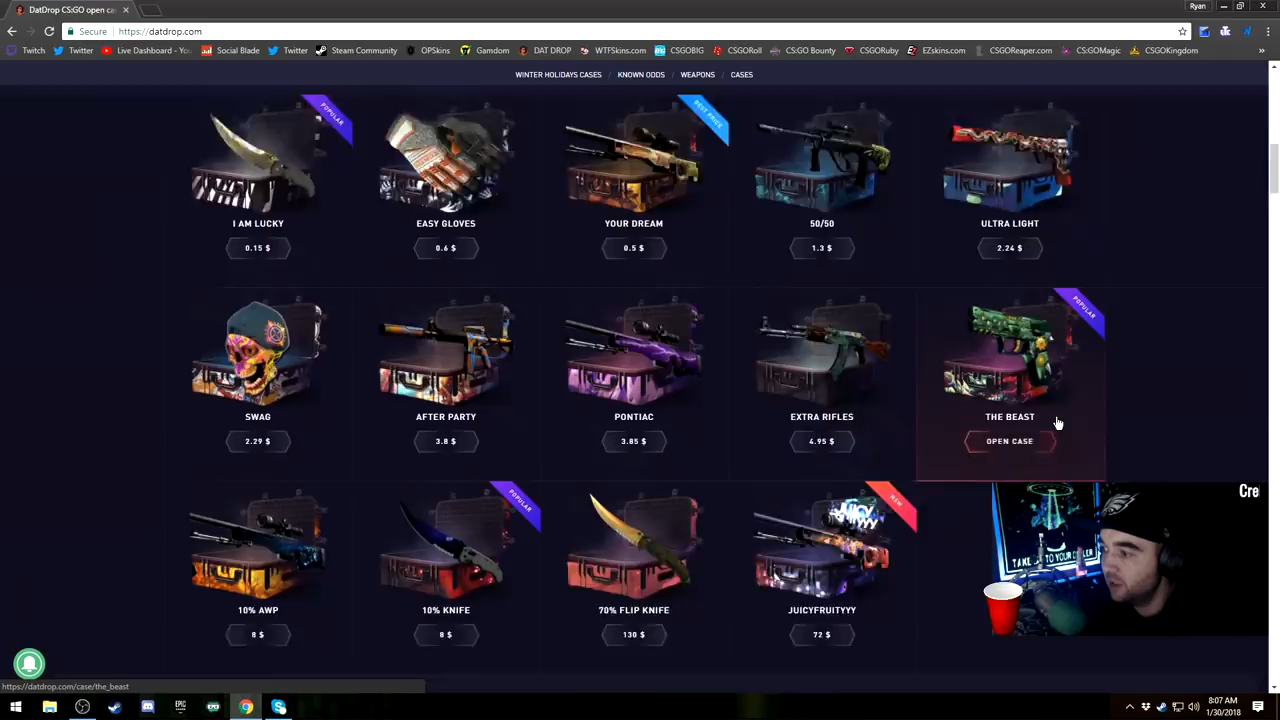 DatDrop CS:GO open ca
Ryan
Secure
https://datdrop.com
Twitch
Twitter
Live Dashboard - You
Social Blade
Twitter
Steam Community
OPSkins
Gamdom
DAT DROP
WTFSkins.com
CSGOBIG
CSGORoll
CS:GO Bounty
CSGORuby
EZskins.com
CSGOReaper.com
CS:GOMagic
CSGOKingdom
WINTER HOLIDAYS CASES / KNOWN ODDS / WEAPONS / CASES
POPULAR
BEST PRICE
I AM LUCKY
EASY GLOVES
YOUR DREAM
50/50
ULTRA LIGHT
0.15 $
0.6 $
0.5 $
1.3 $
2.24 $
POPULAR
SWAG
AFTER PARTY
PONTIAC
EXTRA RIFLES
THE BEAST
2.29 $
3.8 $
3.85 $
4.95 $
OPEN CASE
POPULAR
NEW
Cre
JUICY
TAKE
TO YOUR
10% AWP
10% KNIFE
70% FLIP KNIFE
JUICYFRUITYYY
8 $
8 $
130 $
72 $
https://datdrop.com/case/the_beast
EPIC
8:07 AM
1/30/2018